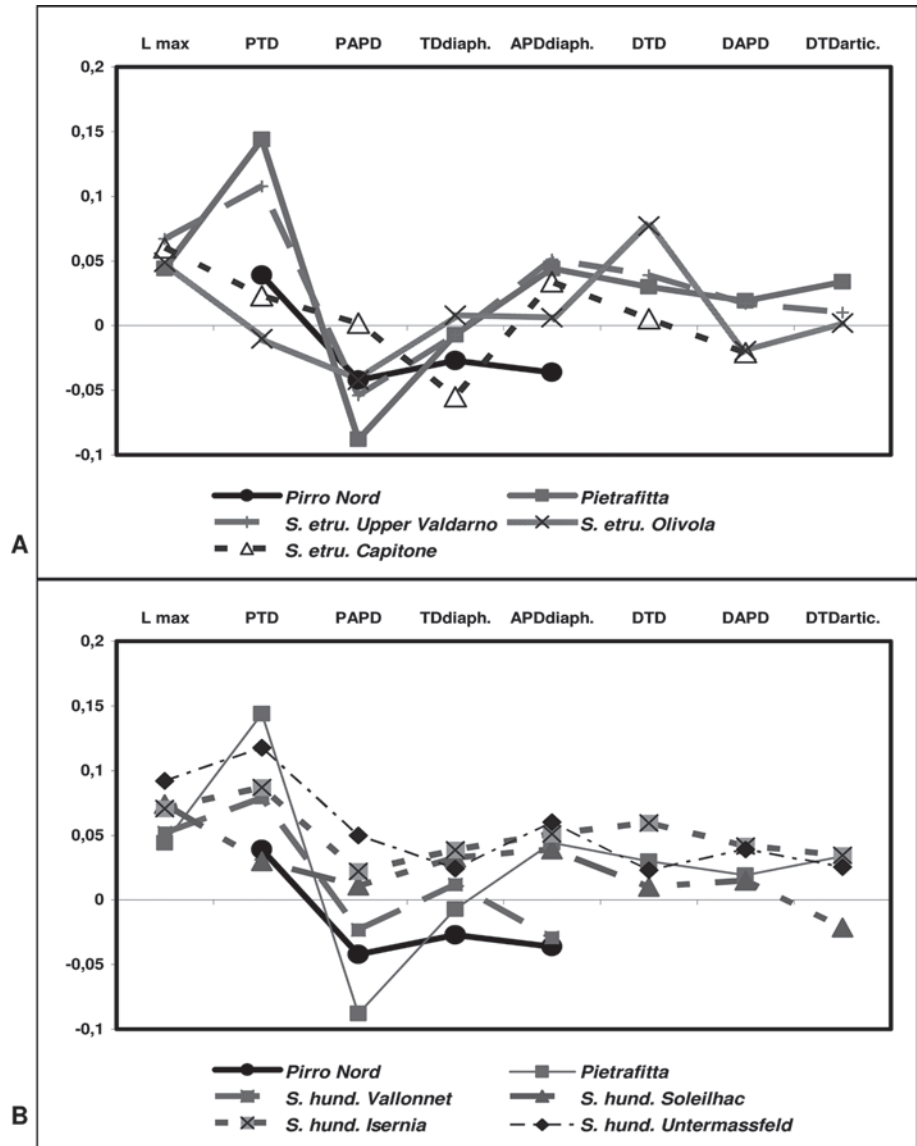 L max PTD PAPD TDdiaph. APDdiaph. DTD DAPD DTDartic.
0,2
0,15
0,1
0,05
0
-0,05
-0,1
Pirro Nord Pietrafitta
S. etru. Upper Valdarno S. etru. Olivola
S. etru. Capitone
A
L max PTD PAPD TDdiaph. APDdiaph. DTD DAPD DTDartic.
0,2
0,15
0,1
0,05
0
-0,05
-0,1
Pirro Nord Pietrafitta
S. hund. Vallonnet S. hund. Soleilhac
S. hund. Isernia S. hund. Untermassfeld
B